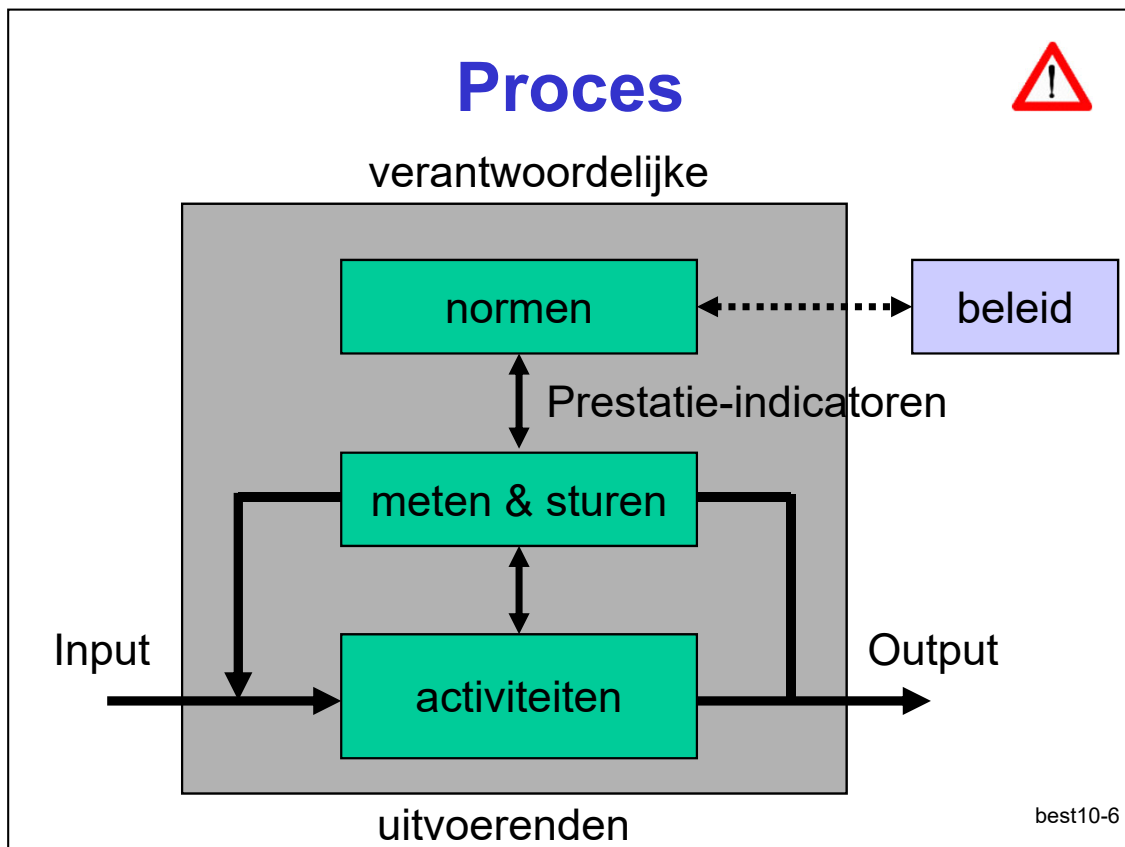 Proces
!
verantwoordelijke
normen
beleid
Prestatie-indicatoren
meten & sturen
Input
Output
activiteiten
uitvoerenden
best10-6